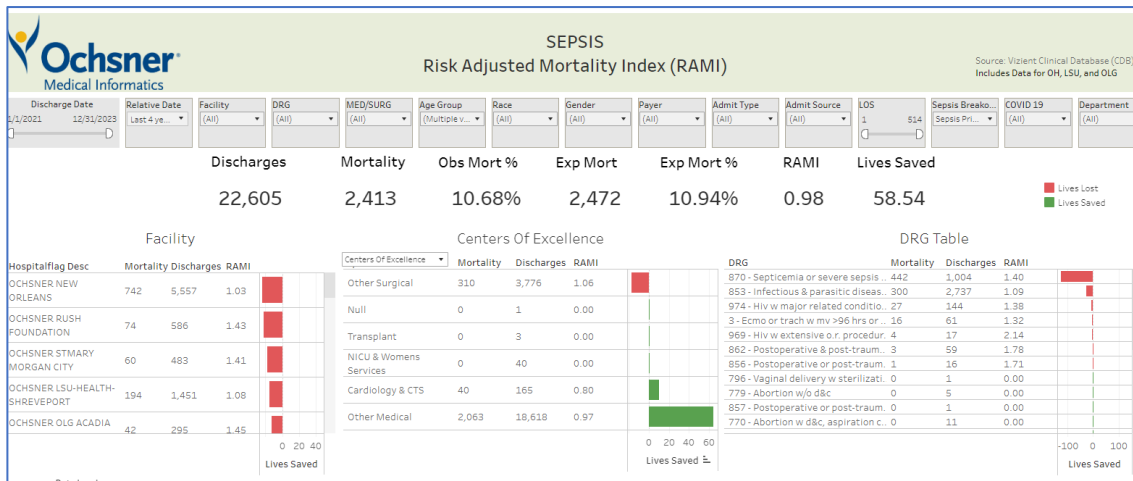 Ochsner
Medical Informatics
SEPSIS
Risk Adjusted Mortality Index (RAMI)
Source: Vizient Clinical Database (CDB)
Includes Data for OH, LSU, and OLG
Discharge Date
1/1/2021 12/31/2023
Relative Date
Last 4 ye...
Facility
(All)
DRG
(All)
MED/SURG
(All)
Age Group
(Multiple v...
Race
(All)
Gender
(All)
Payer
(All)
Admit Type
(All)
Admit Source
(All)
LOS
1 514
Sepsis Breako...
Sepsis Pri...
COVID 19
(All)
Department
(All)
Discharges Mortality Obs Mort % Exp Mort Exp Mort % RAMI Lives Saved
22,605 2,413 10.68% 2,472 10.94% 0.98 58.54
Lives Lost
Lives Saved
Facility
Hospitalflag Desc Mortality Discharges RAMI
OCHSNER NEW
ORLEANS 742 5,557 1.03
OCHSNER RUSH
FOUNDATION 74 586 1.43
OCHSNER STMARY
MORGAN CITY 60 483 1.41
OCHSNER LSU-HEALTH-
SHREVEPORT 194 1,451 1.08
OCHSNER OLG ACADIA 42 295 1.45
0 20 40
Lives Saved
Centers Of Excellence
Centers Of Excellence Mortality Discharges RAMI
Other Surgical 310 3,776 1.06
Null 0 1 0.00
Transplant 0 3 0.00
NICU & Womens
Services 0 40 0.00
Cardiology & CTS 40 165 0.80
Other Medical 2,063 18,618 0.97
0 20 40 60
Lives Saved
DRG Table
DRG Mortality Discharges RAMI
870 - Septicemia or severe sepsis .. 442 1,004 1.40
853 - Infectious & parasitic diseas.. 300 2,737 1.09
974 - Hiv w major related conditio.. 27 144 1.38
3 - Ecmo or trach w mv >96 hrs or .. 16 61 1.32
969 - Hiv w extensive o.r. procedur. 4 17 2.14
862 - Postoperative & post-traum.. 3 59 1.78
856 - Postoperative or post-traum. 1 16 1.71
796 - Vaginal delivery w sterilizati. 0 1 0.00
779 - Abortion w/o d&c 0 5 0.00
857 - Postoperative or post-traum. 0 1 0.00
770 - Abortion w d&c, aspiration c.. 0 11 0.00
-100 0 100
Lives Saved